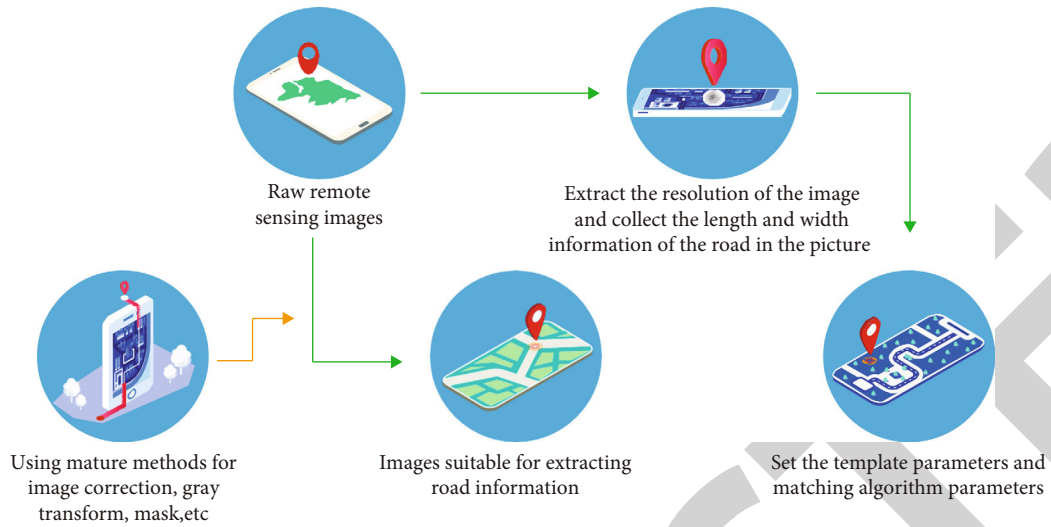 Raw remote
sensing images
Extract the resolution of the image
and collect the length and width
information of the road in the picture
Using mature methods for
image correction, gray
transform, mask,etc
Images suitable for extracting
road information
Set the template parameters and
matching algorithm parameters